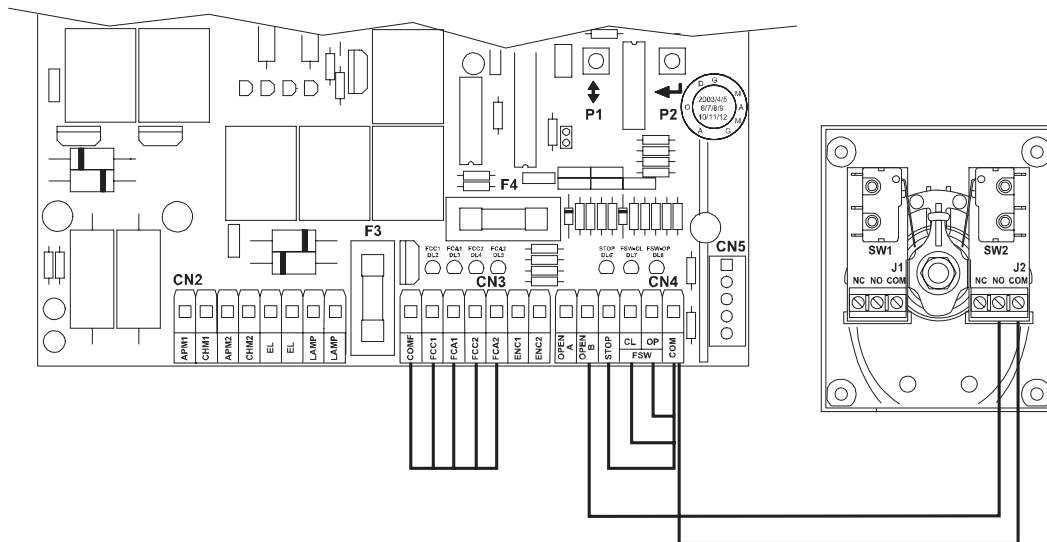 P1
P2
D G M A M G A O
2003/4/5
6/7/8/9
10/11/12
F4
F3
FCC1 DL2
FCA1 DL3
FCC2 DL4
FCA2 DL5
STOP DL6
FSW-CL DL7
FSW-OP DL8
CN5
CN2
CN3
CN4
APM1
CHM1
APM2
CHM2
EL
EL
LAMP
LAMP
COMF
FCC1
FCA1
FCC2
FCA2
ENC1
ENC2
OPEN A
OPEN B
STOP
CL
OP
FSW
COM
SW1
SW2
J1
J2
NC NO COM
NC NO COM